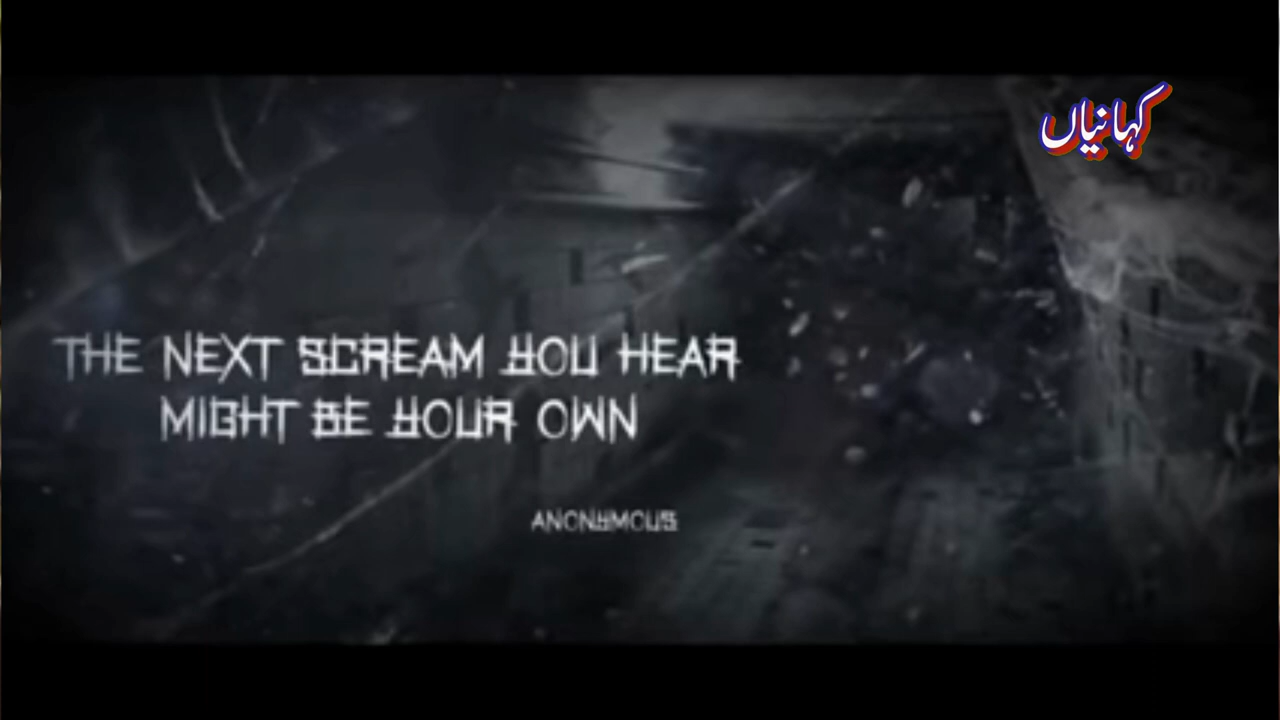 کہانیاں
THE NEXT SCREAM YOU HEAR
MIGHT BE YOUR OWN
ANONYMOUS